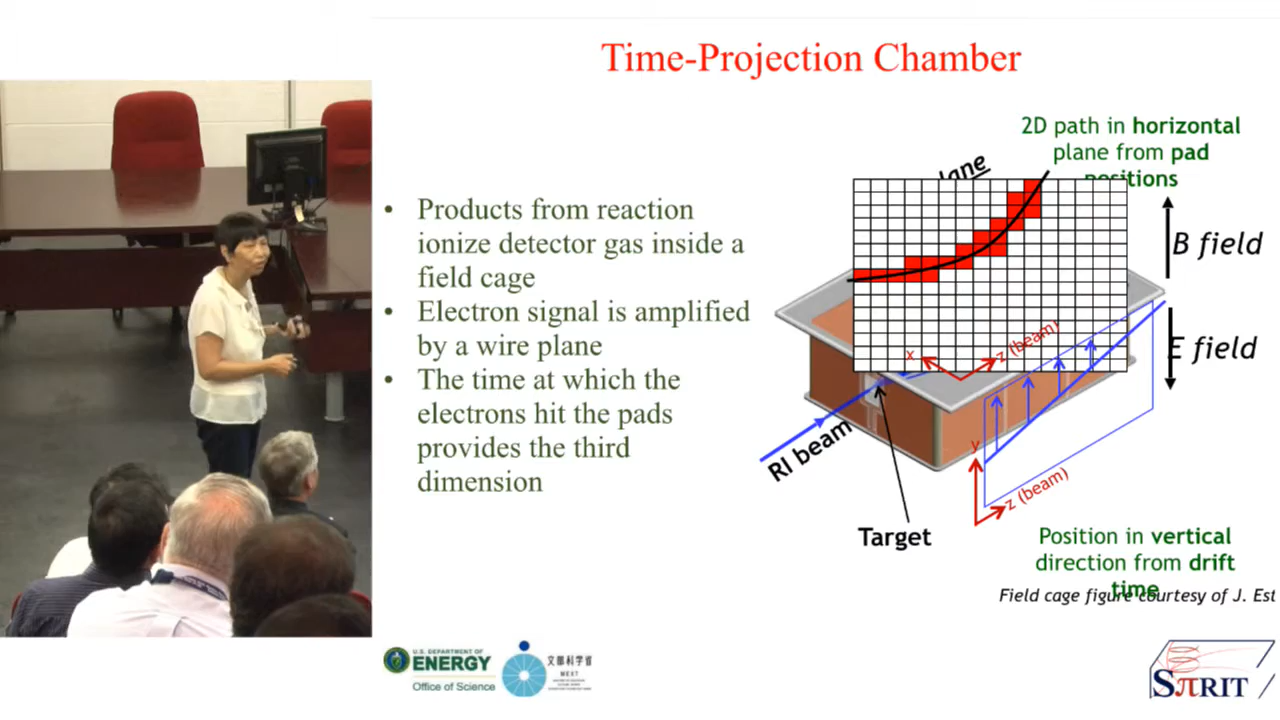 Time-Projection Chamber
• Products from reaction
ionize detector gas inside a
field cage
• Electron signal is amplified
by a wire plane
• The time at which the
electrons hit the pads
provides the third
dimension
2D path in horizontal
plane from pad
positions
B field
E field
x
z (beam)
y
z (beam)
RI beam
Target
Position in vertical
direction from drift
time
Field cage figure courtesy of J. Est
U.S. DEPARTMENT OF
ENERGY
Office of Science
文部科学省
MEXT
SπRIT